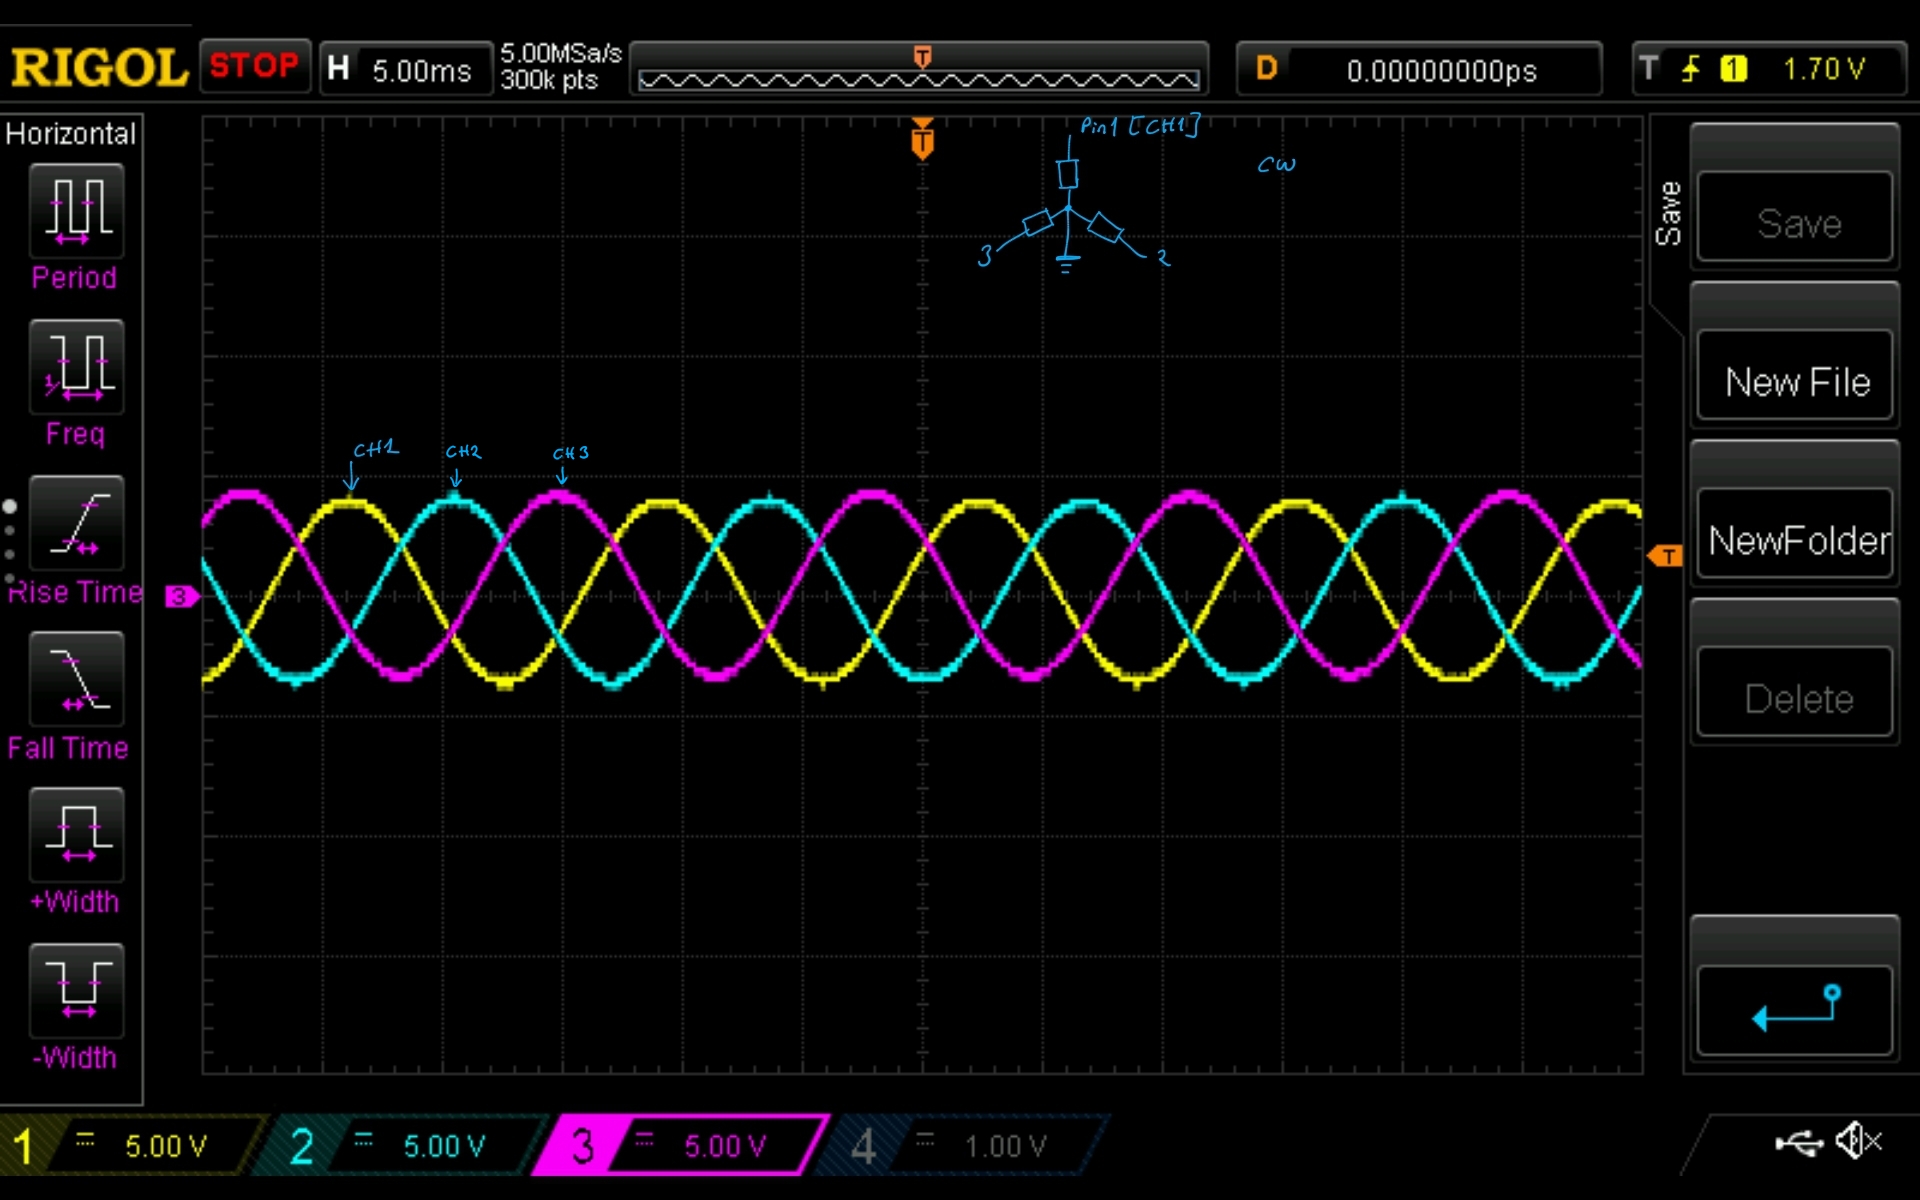 RIGOL STOP H 5.00ms 5.00MSa/s
300k pts
T
D 0.00000000ps
T 1 1.70 V
Horizontal
Pin1 [CH1]
CW
3
2
Save
Save
Period
New File
Freq
CH1 CH2 CH3
NewFolder
T
T
3
Rise Time
Delete
Fall Time
+Width
-Width
1 5.00 V 2 5.00 V 3 5.00 V 4 1.00 V